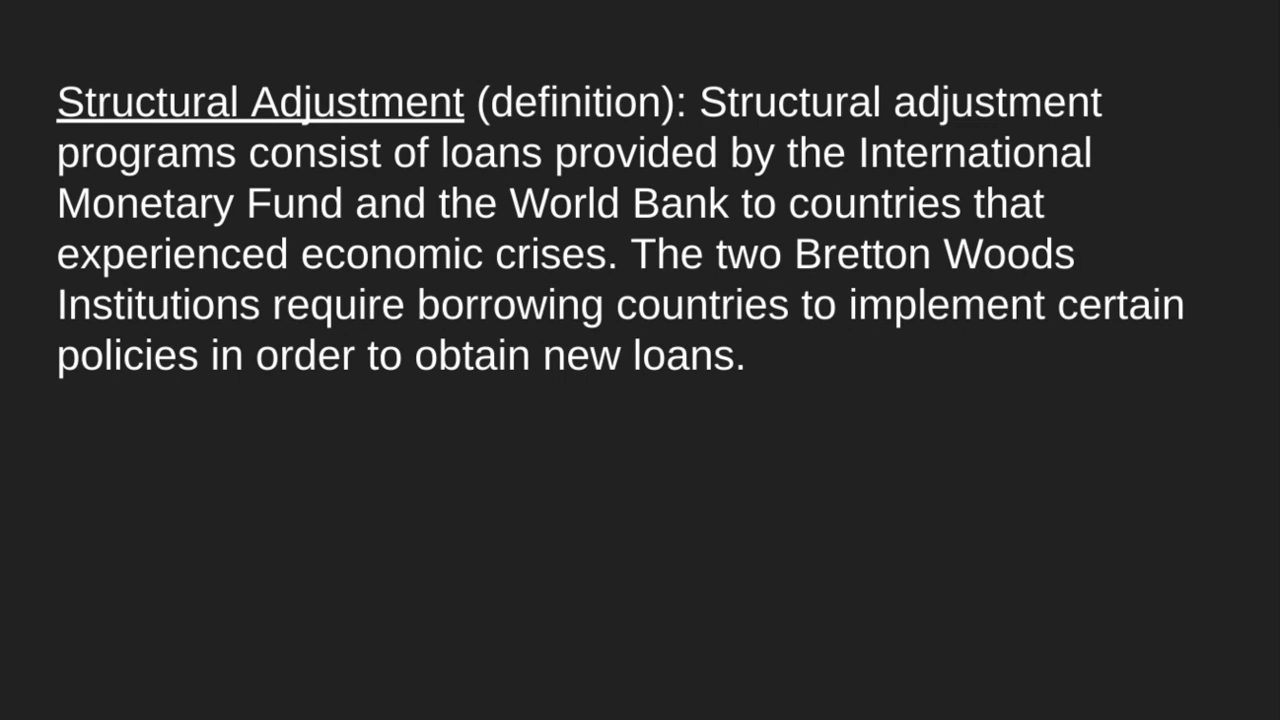 Structural Adjustment (definition): Structural adjustment
programs consist of loans provided by the International
Monetary Fund and the World Bank to countries that
experienced economic crises. The two Bretton Woods
Institutions require borrowing countries to implement certain
policies in order to obtain new loans.